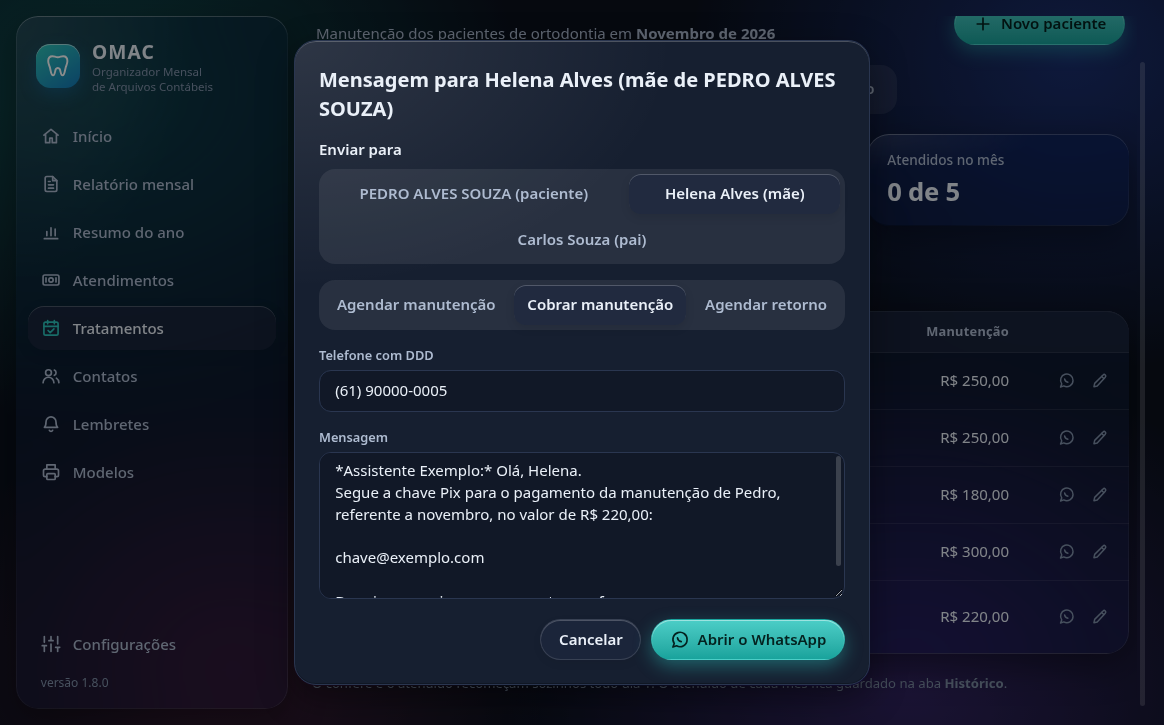 OMAC
Organizador Mensal
de Arquivos Contábeis
Início
Relatório mensal
Resumo do ano
Atendimentos
Tratamentos
Contatos
Lembretes
Modelos
Configurações
versão 1.8.0
Manutenção dos pacientes de ortodontia em Novembro de 2026
Novo paciente
Atendidos no mês
0 de 5
Manutenção
R$ 250,00
R$ 250,00
R$ 180,00
R$ 300,00
R$ 220,00
Mensagem para Helena Alves (mãe de PEDRO ALVES
SOUZA)
Enviar para
PEDRO ALVES SOUZA (paciente)
Helena Alves (mãe)
Carlos Souza (pai)
Agendar manutenção
Cobrar manutenção
Agendar retorno
Telefone com DDD
(61) 90000-0005
Mensagem
*Assistente Exemplo:* Olá, Helena.
Segue a chave Pix para o pagamento da manutenção de Pedro,
referente a novembro, no valor de R$ 220,00:
chave@exemplo.com
Cancelar
Abrir o WhatsApp
guardado na aba Histórico.